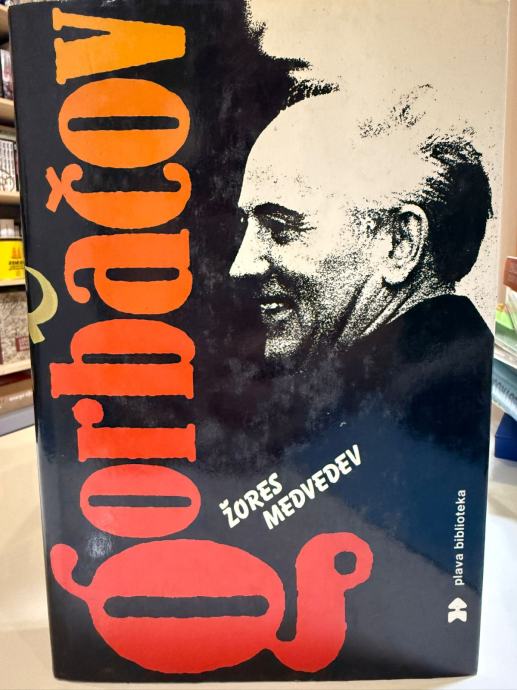 gorbačov
ŽORES
MEDVEDEV
plava biblioteka